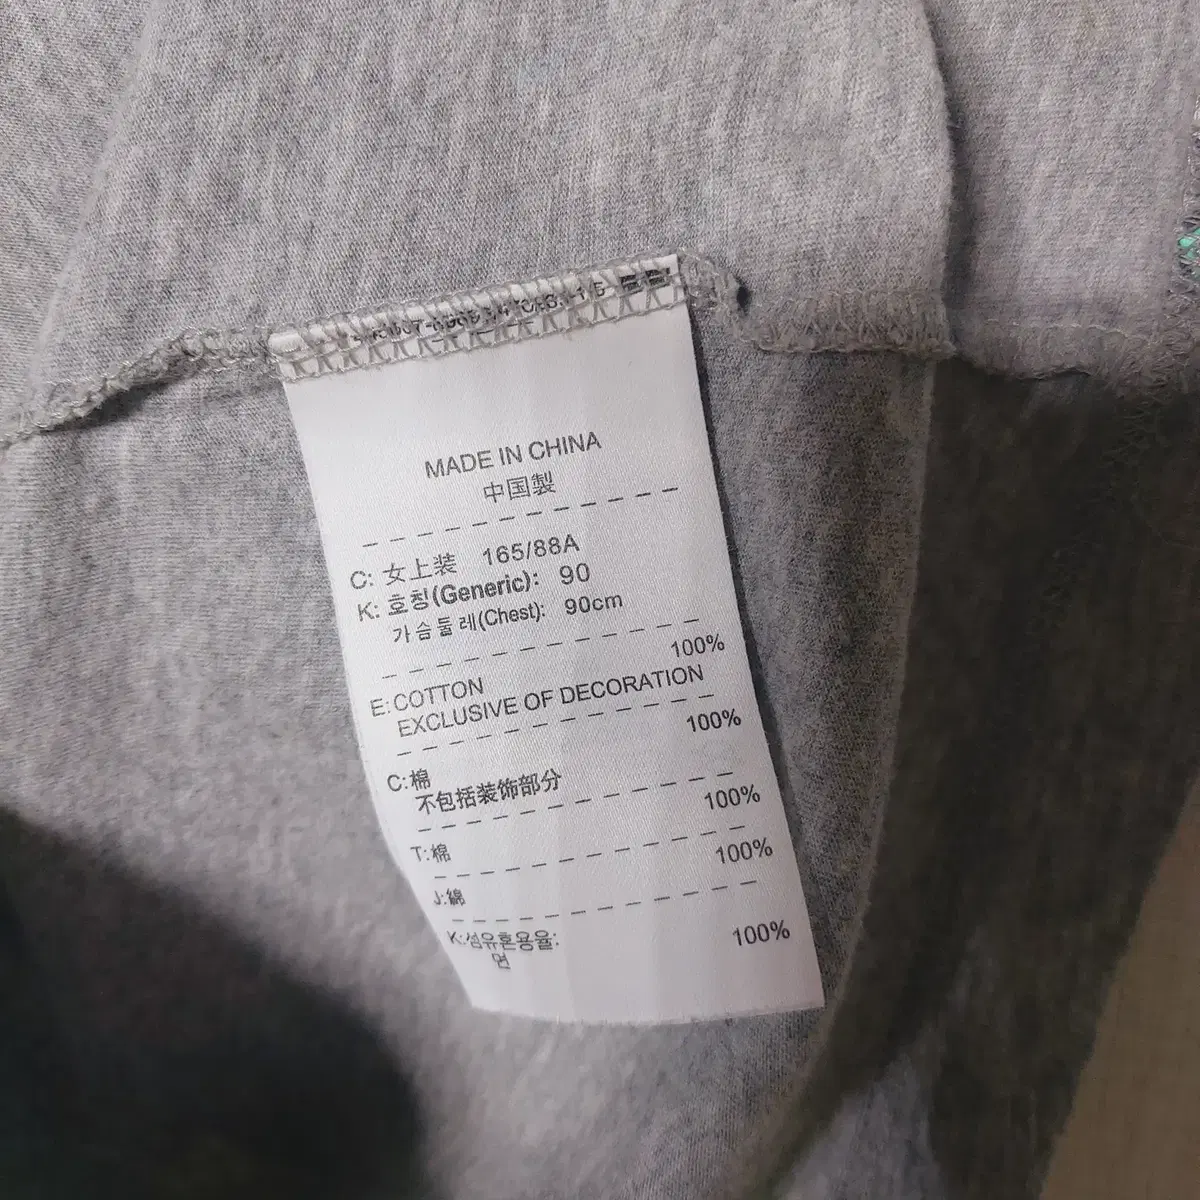 MADE IN CHINA
中国製
C: 女上装 165/88A
K: 호칭(Generic): 90
가슴둘레(Chest): 90cm
E:COTTON 100%
EXCLUSIVE OF DECORATION
C:棉 100%
不包括装饰部分
T:棉 100%
J:綿 100%
K:섬유혼용율:
면 100%